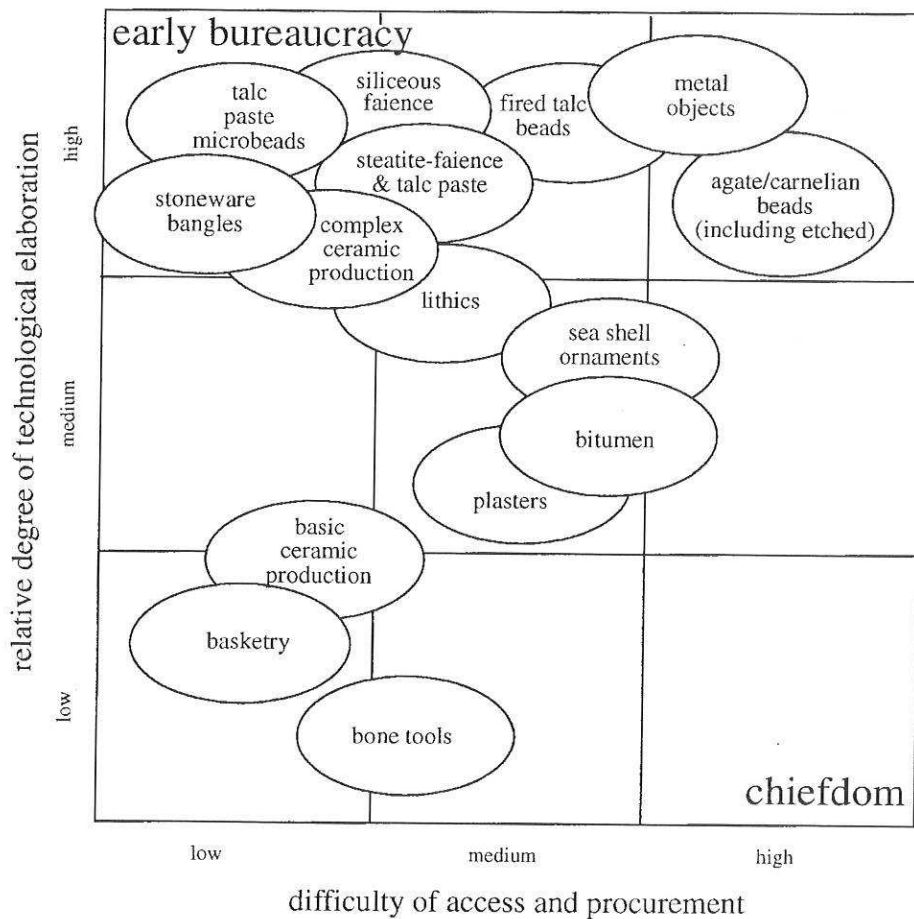 early bureaucracy
talc
paste
microbeads
siliceous
faience
fired talc
beads
metal
objects
steatite-faience
& talc paste
agate/carnelian
beads
(including etched)
stoneware
bangles
complex
ceramic
production
lithics
sea shell
ornaments
bitumen
plasters
basic
ceramic
production
basketry
bone tools
chiefdom
relative degree of technological elaboration
high
medium
low
low
medium
high
difficulty of access and procurement